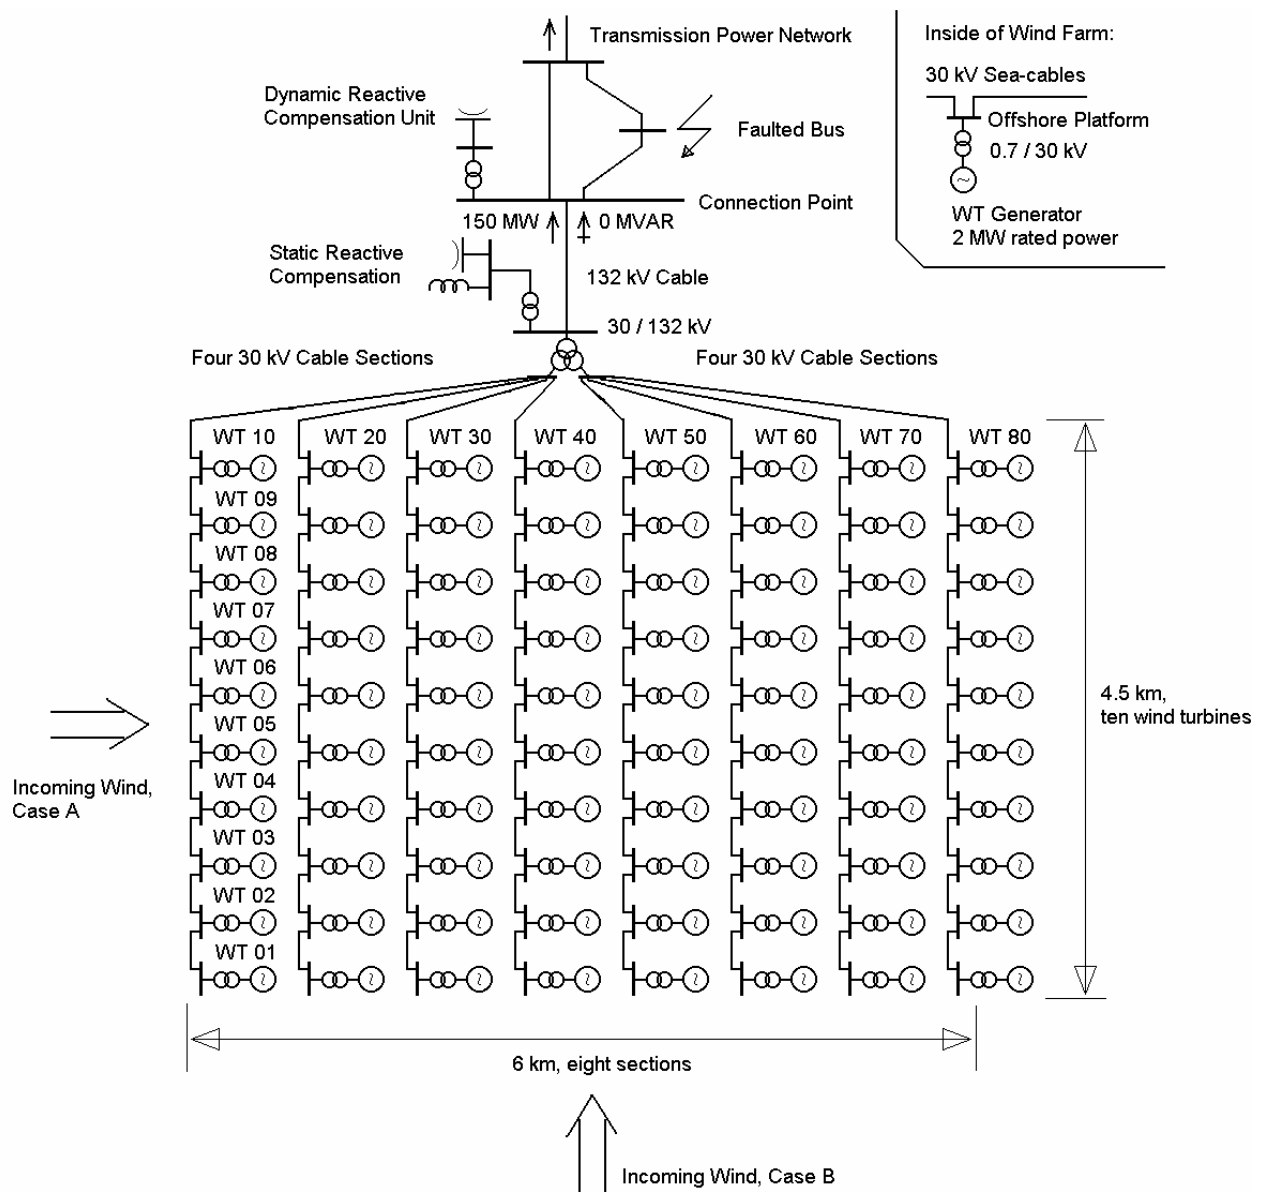 Transmission Power Network
Inside of Wind Farm:
30 kV Sea-cables
Offshore Platform
0.7 / 30 kV
WT Generator
2 MW rated power
Dynamic Reactive
Compensation Unit
Faulted Bus
Connection Point
150 MW
0 MVAR
Static Reactive
Compensation
132 kV Cable
30 / 132 kV
Four 30 kV Cable Sections
Four 30 kV Cable Sections
WT 10
WT 20
WT 30
WT 40
WT 50
WT 60
WT 70
WT 80
WT 09
WT 08
WT 07
WT 06
WT 05
WT 04
WT 03
WT 02
WT 01
4.5 km,
ten wind turbines
Incoming Wind,
Case A
6 km, eight sections
Incoming Wind, Case B